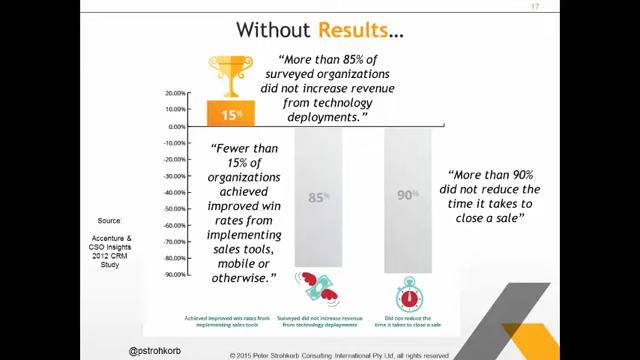 17
Without Results…
“More than 85% of
surveyed organizations
did not increase revenue
from technology
deployments.”
20.00%
10.00%
0.00%
-10.00%
-20.00%
-30.00%
-40.00%
-50.00%
-60.00%
-70.00%
-80.00%
-90.00%
15%
“Fewer than
15% of
organizations
achieved
improved win
rates from
implementing
sales tools,
mobile or
otherwise.”
85%
90%
“More than 90%
did not reduce the
time it takes to
close a sale”
Source:
Accenture &
CSO Insights
2012 CRM
Study
Achieved improved win rates from
implementing sales tools
Surveyed did not increase revenue
from technology deployments
Did not reduce the
time it takes to close a sale
@pstrohkorb
© 2015 Peter Strohkorb Consulting International Pty Ltd, all rights reserved